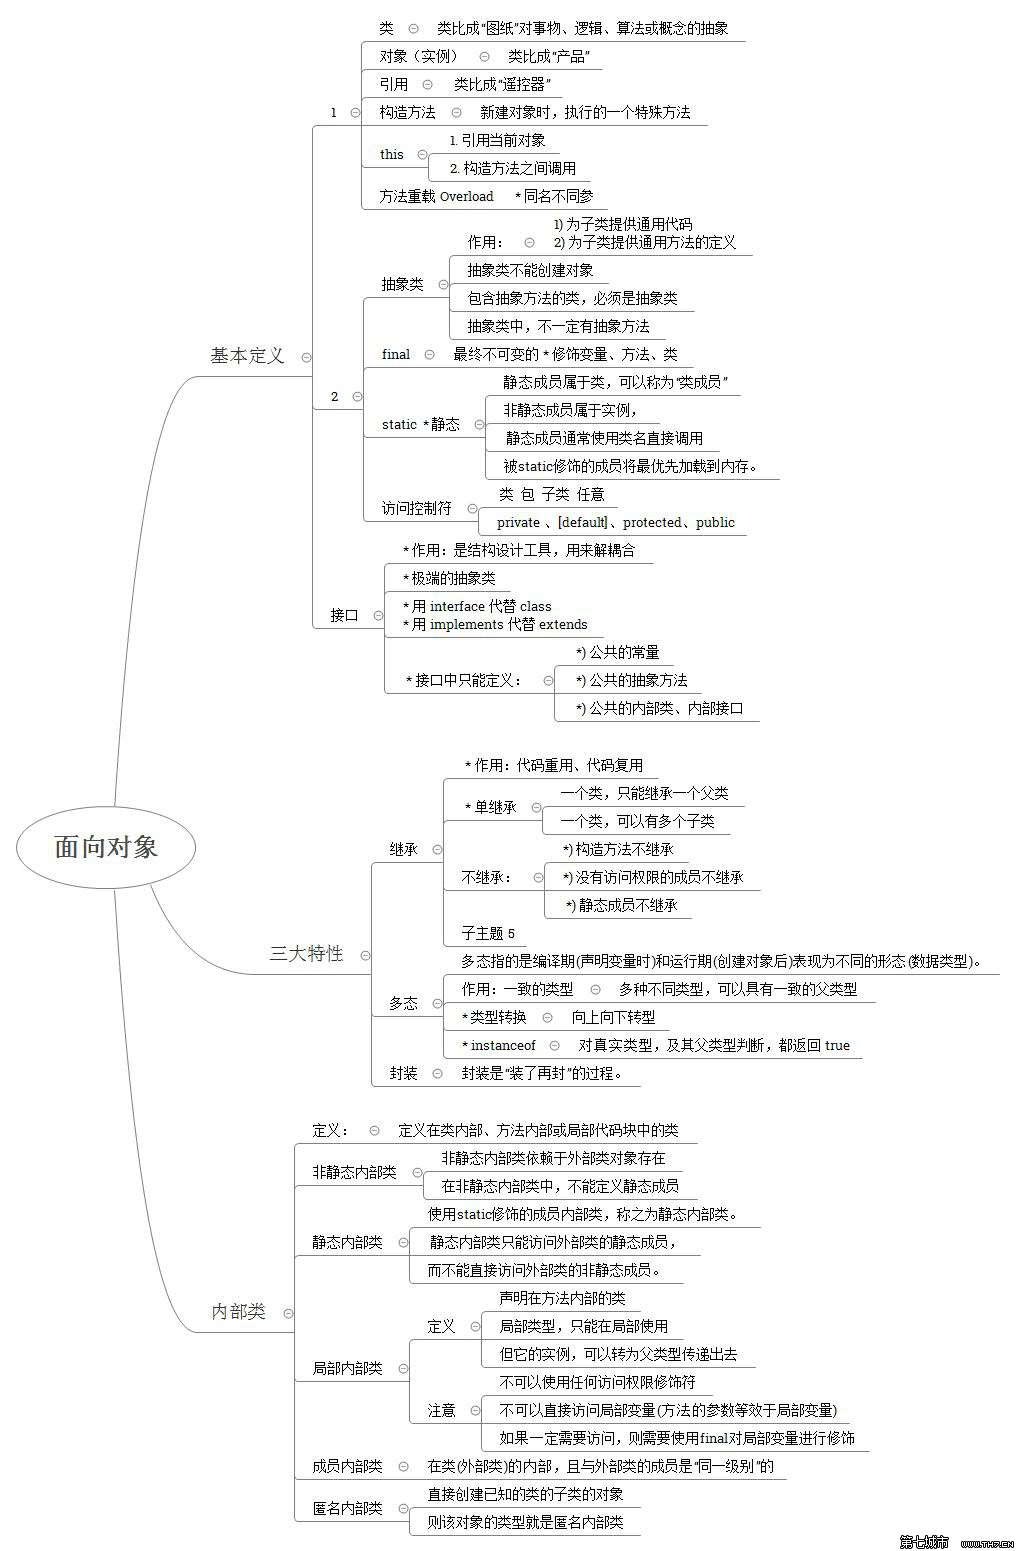 面向对象
基本定义
1
类
类比成“图纸”对事物、逻辑、算法或概念的抽象
对象（实例）
类比成“产品”
引用
类比成“遥控器”
构造方法
新建对象时，执行的一个特殊方法
this
1. 引用当前对象
2. 构造方法之间调用
方法重载 Overload
* 同名不同参
2
抽象类
作用：
1) 为子类提供通用代码
2) 为子类提供通用方法的定义
抽象类不能创建对象
包含抽象方法的类，必须是抽象类
抽象类中，不一定有抽象方法
final
最终不可变的 * 修饰变量、方法、类
static * 静态
静态成员属于类，可以称为“类成员”
非静态成员属于实例，
静态成员通常使用类名直接调用
被static修饰的成员将最优先加载到内存。
访问控制符
类 包 子类 任意
private 、[default] 、protected、public
接口
* 作用：是结构设计工具，用来解耦合
* 极端的抽象类
* 用 interface 代替 class
* 用 implements 代替 extends
* 接口中只能定义：
*) 公共的常量
*) 公共的抽象方法
*) 公共的内部类、内部接口
三大特性
继承
* 作用：代码重用、代码复用
* 单继承
一个类，只能继承一个父类
一个类，可以有多个子类
不继承：
*) 构造方法不继承
*) 没有访问权限的成员不继承
*) 静态成员不继承
子主题 5
多态
多态指的是编译期(声明变量时)和运行期(创建对象后)表现为不同的形态(数据类型)。
作用：一致的类型
多种不同类型，可以具有一致的父类型
* 类型转换
向上向下转型
* instanceof
对真实类型，及其父类型判断，都返回 true
封装
封装是“装了再封”的过程。
内部类
定义：
定义在类内部、方法内部或局部代码块中的类
非静态内部类
非静态内部类依赖于外部类对象存在
在非静态内部类中，不能定义静态成员
静态内部类
使用static修饰的成员内部类，称之为静态内部类。
静态内部类只能访问外部类的静态成员，
而不能直接访问外部类的非静态成员。
局部内部类
定义
声明在方法内部的类
局部类型，只能在局部使用
但它的实例，可以转为父类型传递出去
注意
不可以使用任何访问权限修饰符
不可以直接访问局部变量(方法的参数等效于局部变量)
如果一定需要访问，则需要使用final对局部变量进行修饰
成员内部类
在类(外部类)的内部，且与外部类的成员是“同一级别”的
匿名内部类
直接创建已知的类的子类的对象
则该对象的类型就是匿名内部类
第七城市 www.TH7.CN